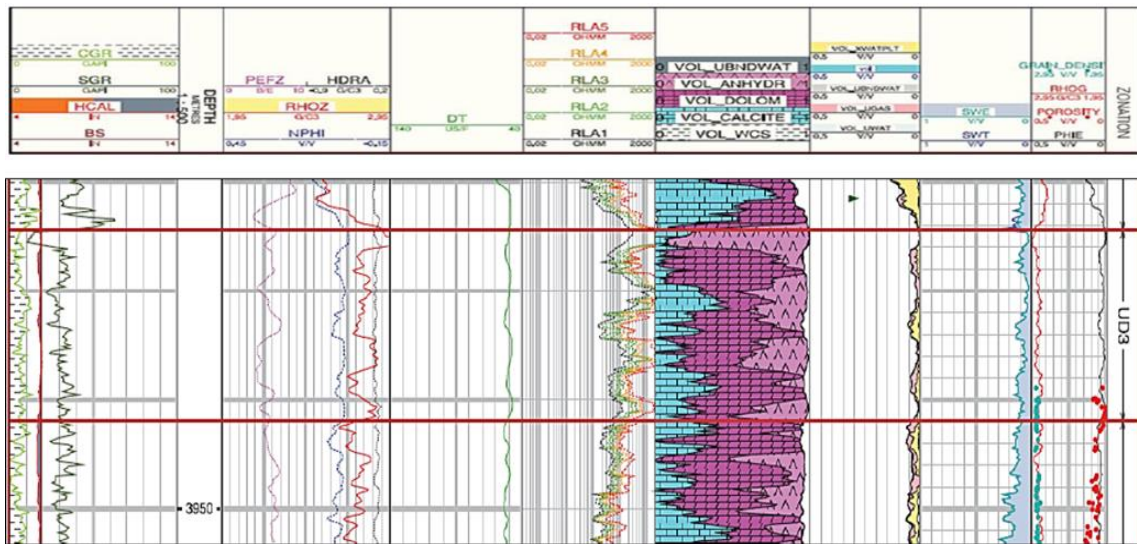 CGR
0 GAPI 100
SGR
0 GAPI 100
HCAL
4 IN 14
BS
4 IN 14
DEPTH
METRES
1 : 500
PEFZ HDRA
0 B/E 10 -0,9 G/C3 0,2
RHOZ
1,95 G/C3 2,95
NPHI
0,45 V/V -0,15
DT
140 US/F 40
RLA5
0,02 OHMM 2000
RLA4
0,02 OHMM 2000
RLA3
0,02 OHMM 2000
RLA2
0,02 OHMM 2000
RLA1
0,02 OHMM 2000
0 VOL_UBNDWAT 1
VOL_ANHYDR
VOL_DOLOM
VOL_CALCITE
VOL_WCS
VOL_XWATPLT
0.5 V/V 0
0.5 V/V 0
VOL_UBNDWAT
0.5 V/V 0
VOL_UGAS
0.5 V/V 0
VOL_UWAT
0.5 V/V 0
SWE
1 V/V 0
SWT
1 V/V 0
GRAIN_DENSI
RHOG
2,95 G/C3 1,95
POROSITY
0.5 V/V 0
PHIE
0.5 V/V 0
ZONATION
UD3
3950